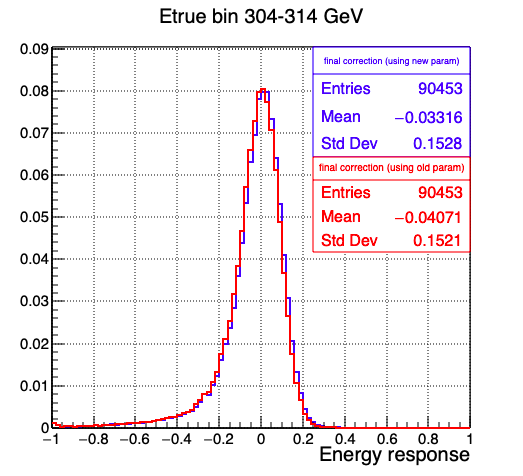 Etrue bin 304-314 GeV
final correction (using new param)
Entries 90453
Mean −0.03316
Std Dev 0.1528
final correction (using old param)
Entries 90453
Mean −0.04071
Std Dev 0.1521
0.09
0.08
0.07
0.06
0.05
0.04
0.03
0.02
0.01
0
−1 −0.8 −0.6 −0.4 −0.2 0 0.2 0.4 0.6 0.8 1
Energy response